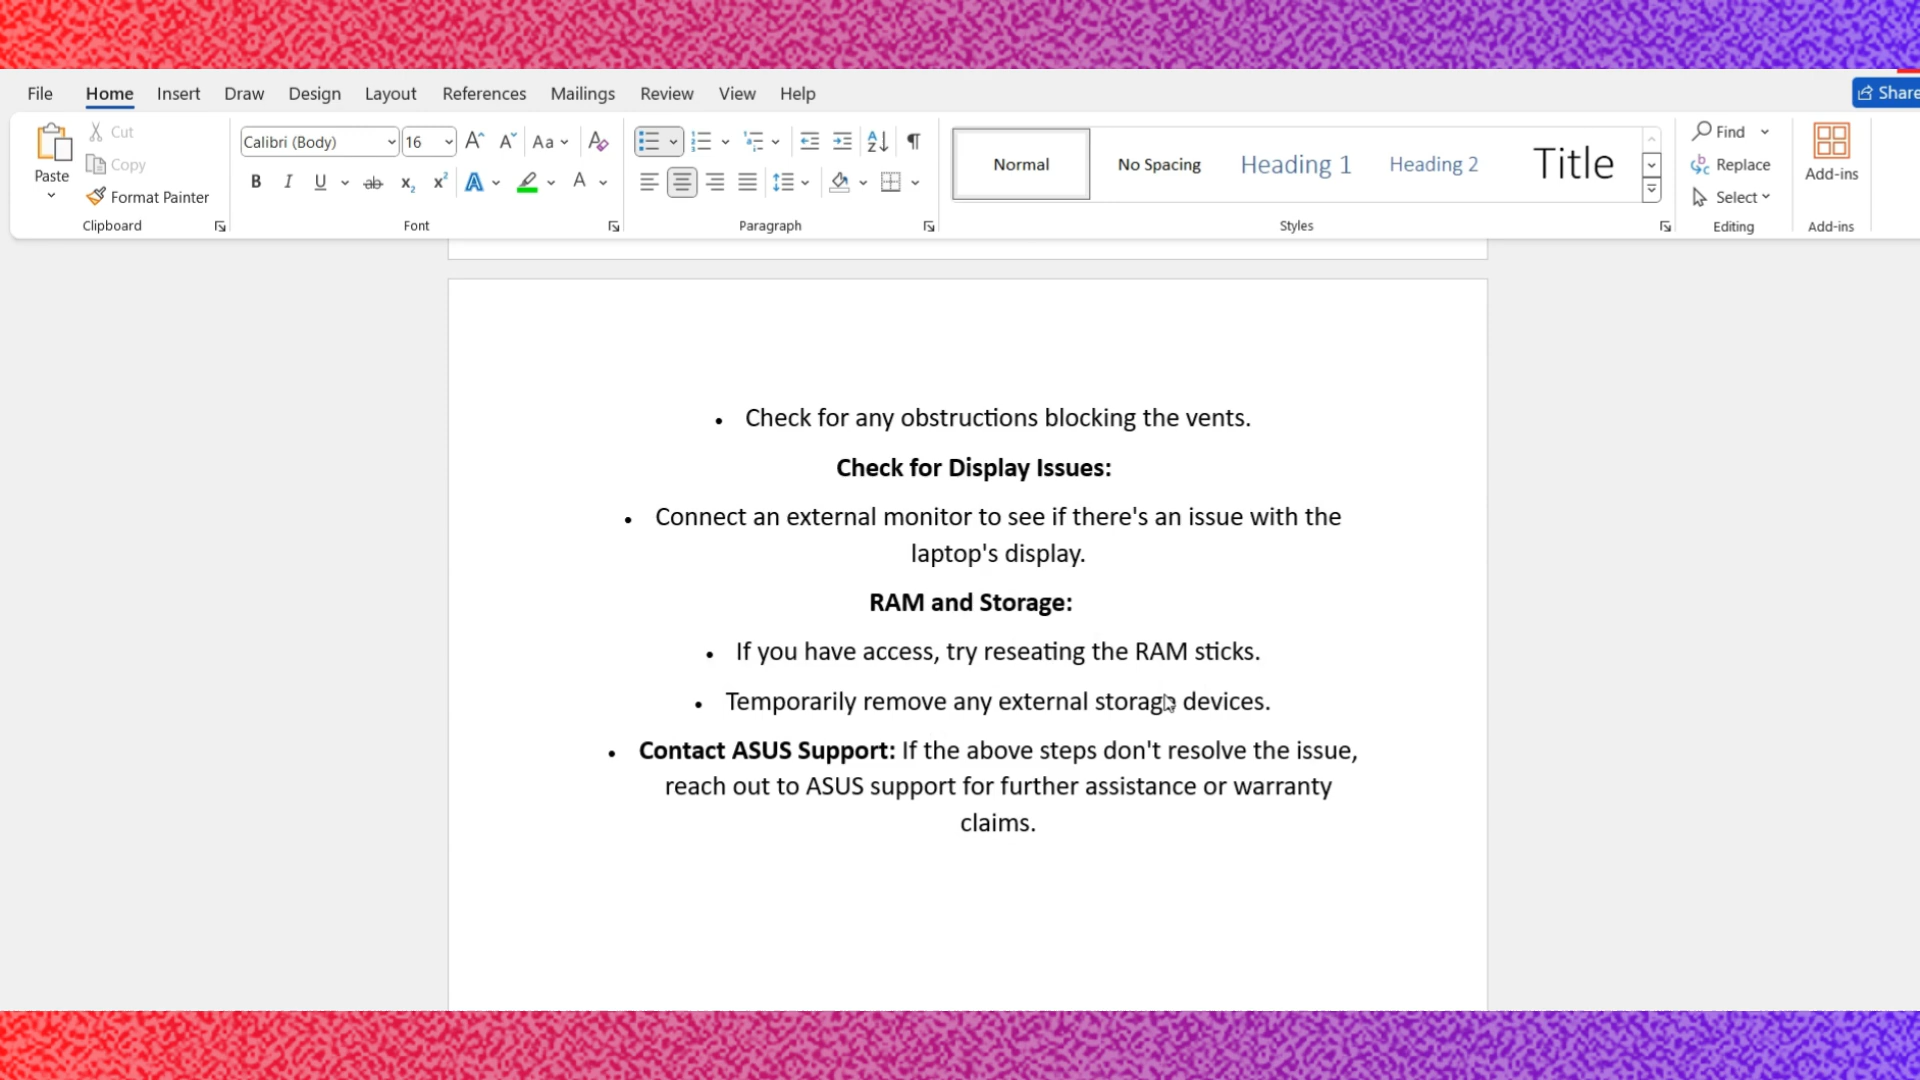 File Home Insert Draw Design Layout References Mailings Review View Help Share
Paste
Cut
Copy
Format Painter
Clipboard
Calibri (Body) 16
Font
Paragraph
Normal No Spacing Heading 1 Heading 2 Title
Styles
Find
Replace
Select
Editing
Add-ins
Add-ins
• Check for any obstructions blocking the vents.
Check for Display Issues:
• Connect an external monitor to see if there's an issue with the
laptop's display.
RAM and Storage:
• If you have access, try reseating the RAM sticks.
• Temporarily remove any external storage devices.
• Contact ASUS Support: If the above steps don't resolve the issue,
reach out to ASUS support for further assistance or warranty
claims.